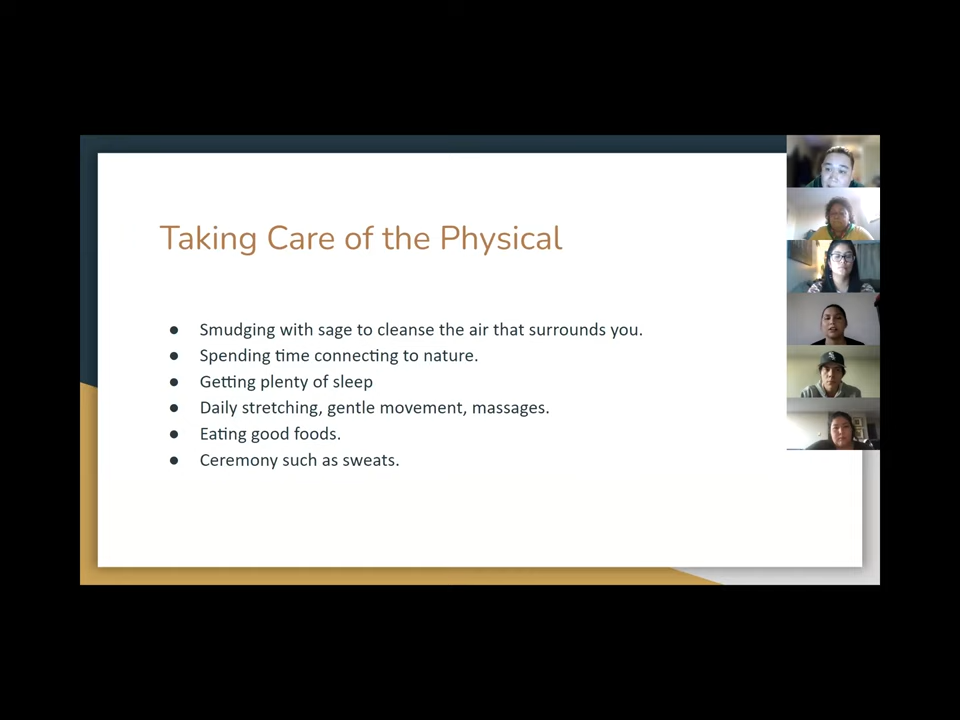 Taking Care of the Physical
● Smudging with sage to cleanse the air that surrounds you.
● Spending time connecting to nature.
● Getting plenty of sleep
● Daily stretching, gentle movement, massages.
● Eating good foods.
● Ceremony such as sweats.